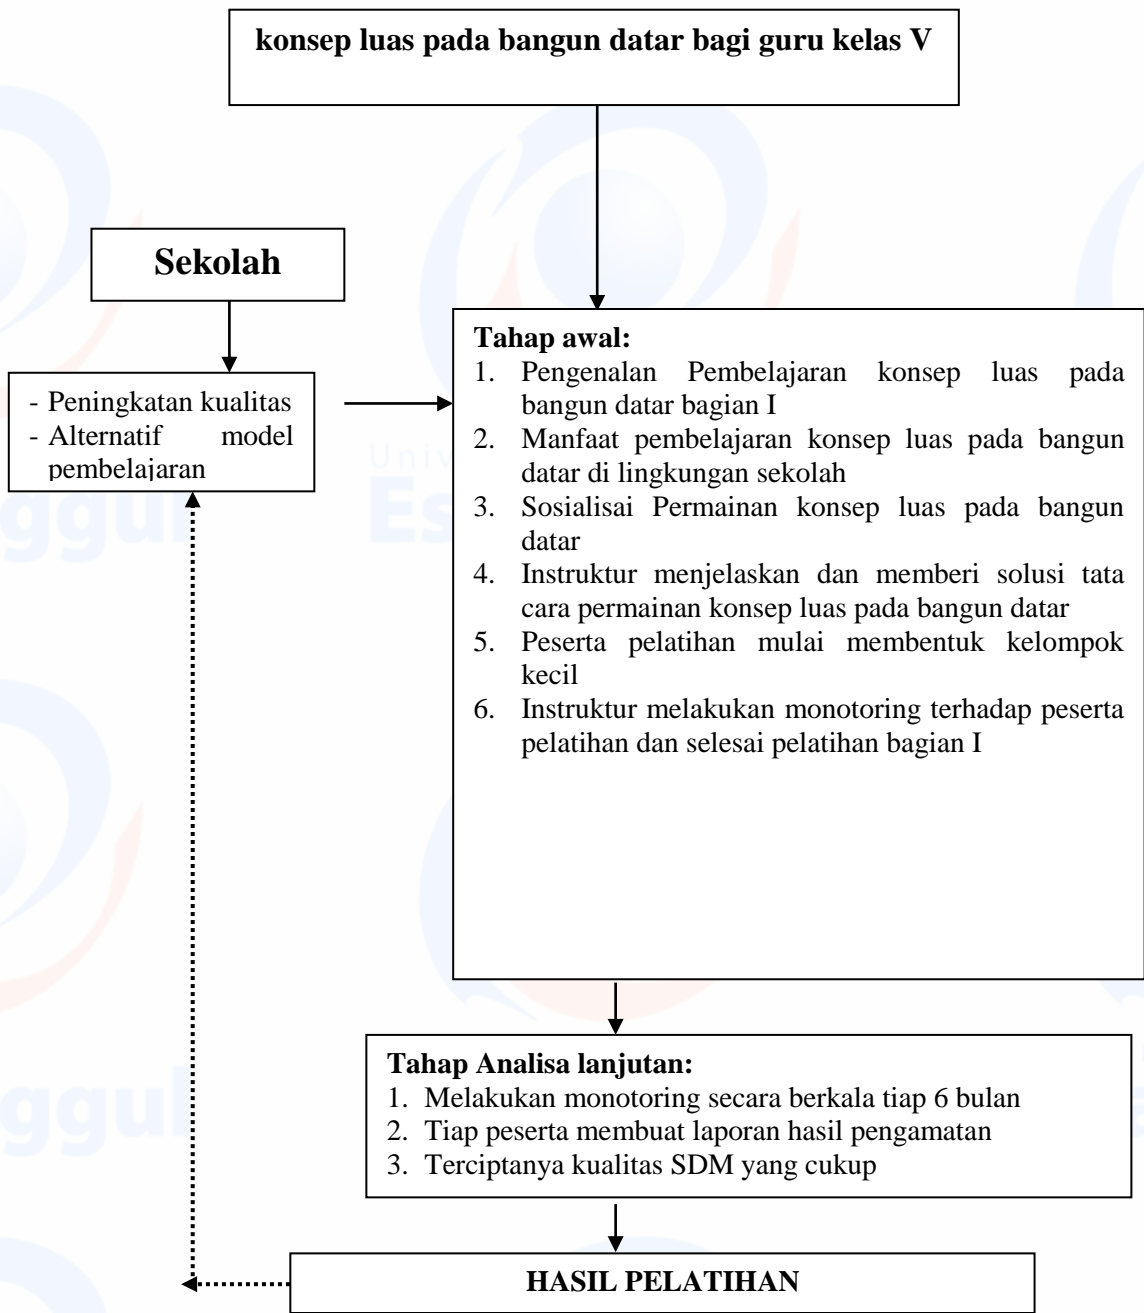 konsep luas pada bangun datar bagi guru kelas V
Sekolah
- Peningkatan kualitas
- Alternatif model
pembelajaran
Tahap awal:
1. Pengenalan Pembelajaran konsep luas pada
bangun datar bagian I
2. Manfaat pembelajaran konsep luas pada bangun
datar di lingkungan sekolah
3. Sosialisai Permainan konsep luas pada bangun
datar
4. Instruktur menjelaskan dan memberi solusi tata
cara permainan konsep luas pada bangun datar
5. Peserta pelatihan mulai membentuk kelompok
kecil
6. Instruktur melakukan monotoring terhadap peserta
pelatihan dan selesai pelatihan bagian I
Tahap Analisa lanjutan:
1. Melakukan monotoring secara berkala tiap 6 bulan
2. Tiap peserta membuat laporan hasil pengamatan
3. Terciptanya kualitas SDM yang cukup
HASIL PELATIHAN